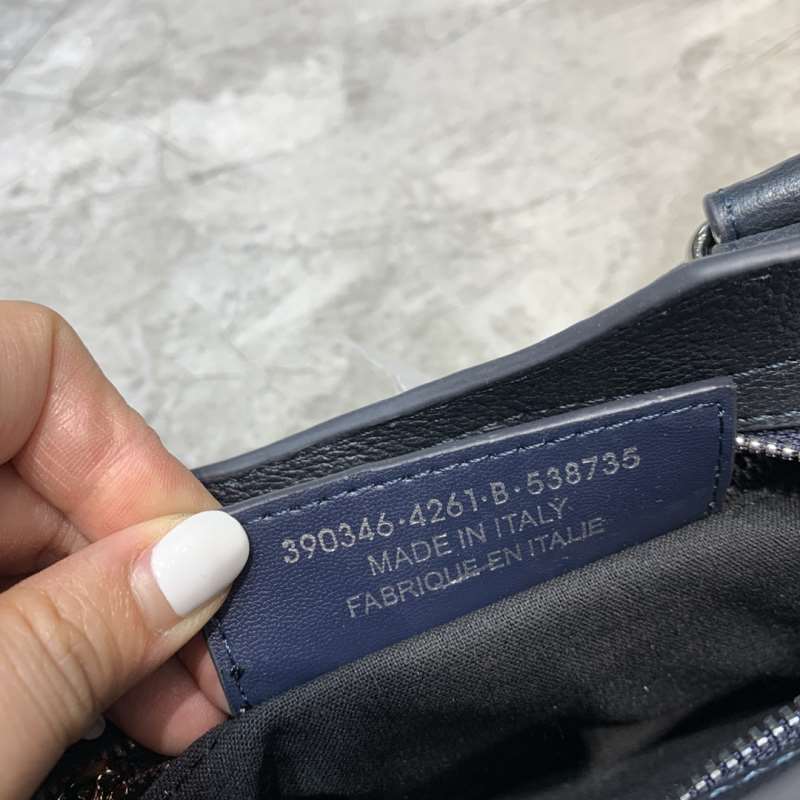 390346·4261·B·538735
MADE IN ITALY
FABRIQUE EN ITALIE